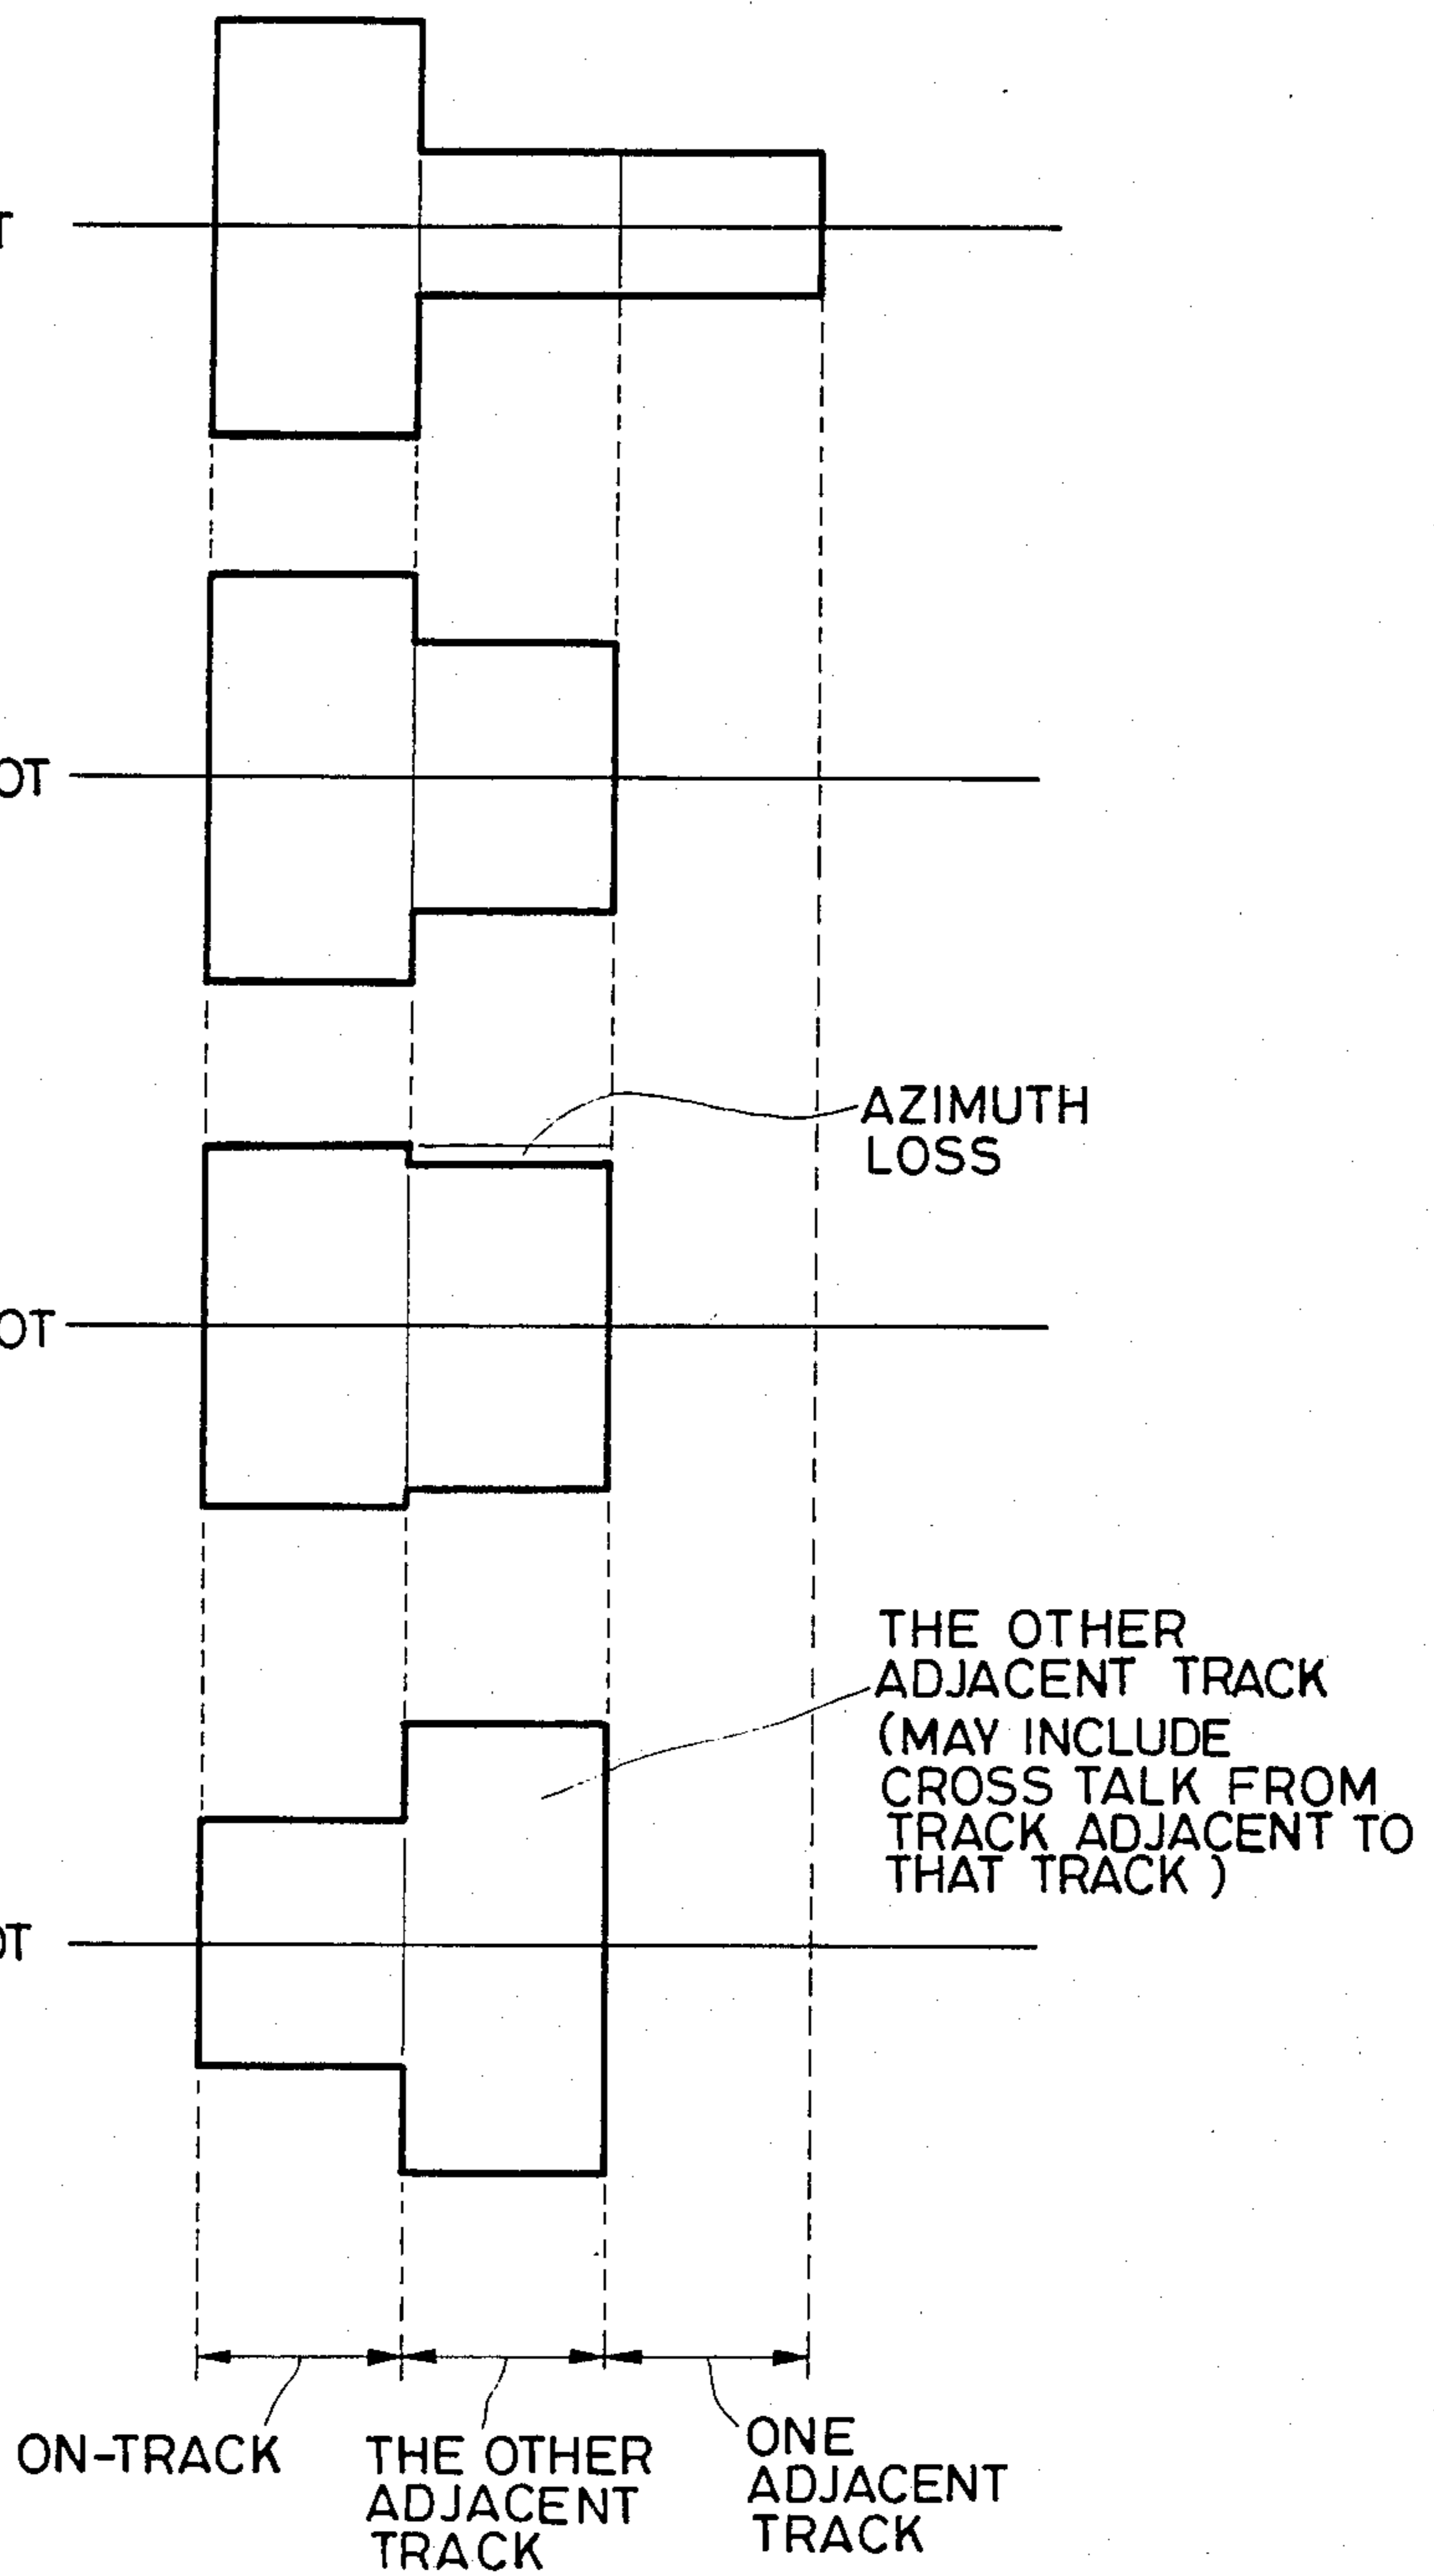 AZIMUTH
LOSS
THE OTHER
ADJACENT TRACK
(MAY INCLUDE
CROSS TALK FROM
TRACK ADJACENT TO
THAT TRACK)
ON-TRACK
THE OTHER
ADJACENT
TRACK
ONE
ADJACENT
TRACK